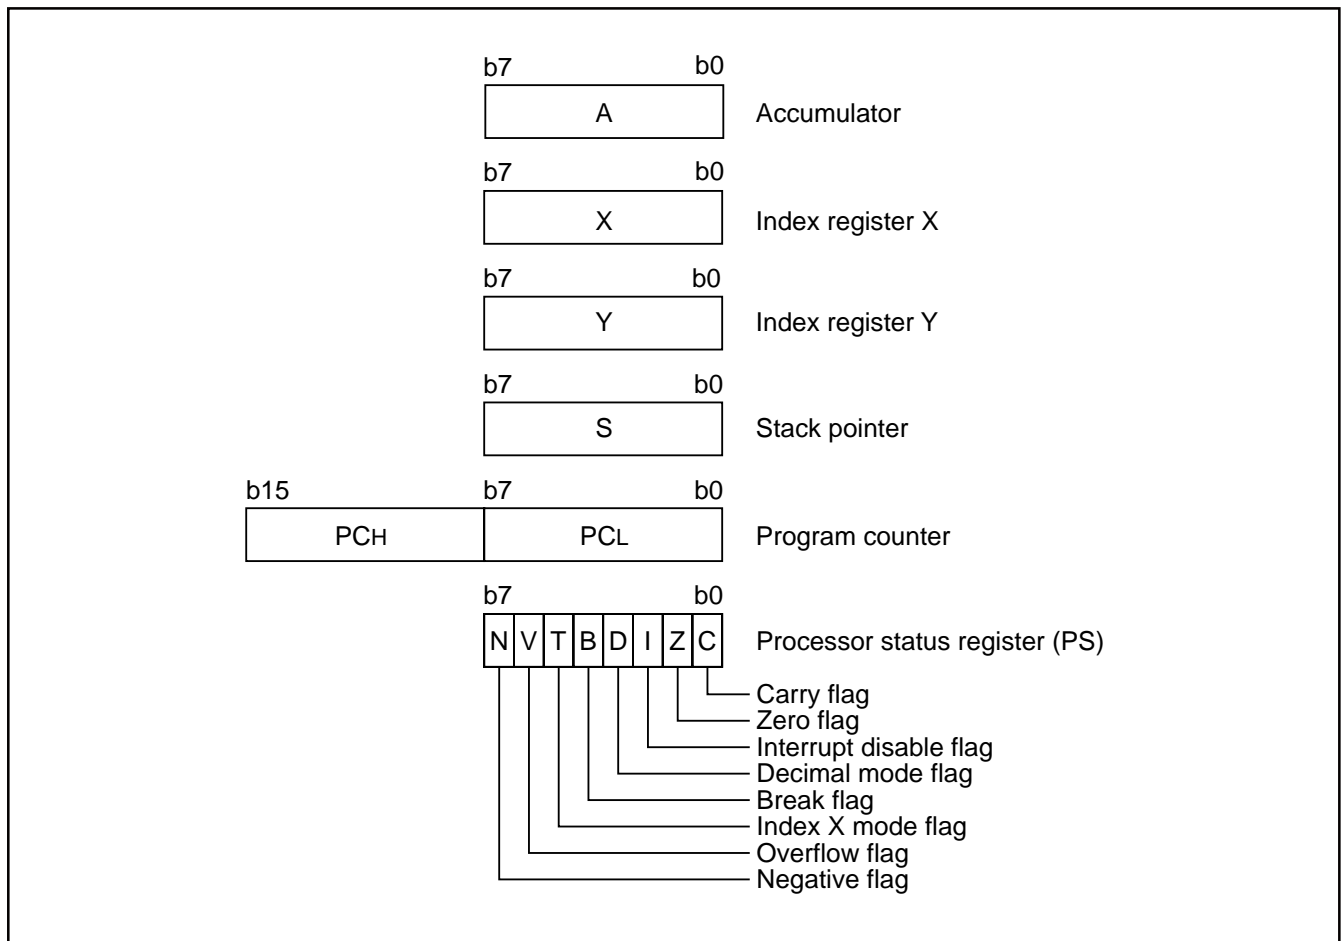 b7 b0
A Accumulator
b7 b0
X Index register X
b7 b0
Y Index register Y
b7 b0
S Stack pointer
b15 b7 b0
PCH PCL Program counter
b7 b0
N V T B D I Z C Processor status register (PS)
Carry flag
Zero flag
Interrupt disable flag
Decimal mode flag
Break flag
Index X mode flag
Overflow flag
Negative flag